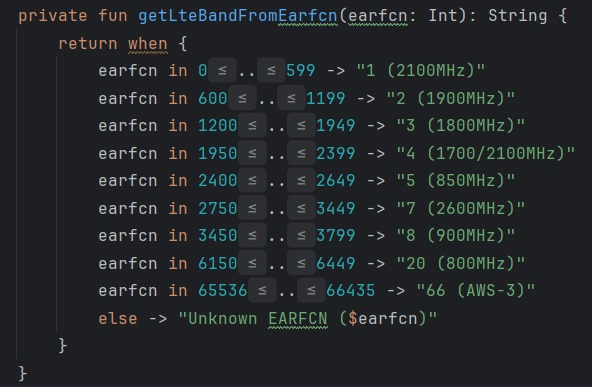 private fun getLteBandFromEarfcn(earfcn: Int): String {
return when {
earfcn in 0 ≤ .. ≤ 599 -> "1 (2100MHz)"
earfcn in 600 ≤ .. ≤ 1199 -> "2 (1900MHz)"
earfcn in 1200 ≤ .. ≤ 1949 -> "3 (1800MHz)"
earfcn in 1950 ≤ .. ≤ 2399 -> "4 (1700/2100MHz)"
earfcn in 2400 ≤ .. ≤ 2649 -> "5 (850MHz)"
earfcn in 2750 ≤ .. ≤ 3449 -> "7 (2600MHz)"
earfcn in 3450 ≤ .. ≤ 3799 -> "8 (900MHz)"
earfcn in 6150 ≤ .. ≤ 6449 -> "20 (800MHz)"
earfcn in 65536 ≤ .. ≤ 66435 -> "66 (AWS-3)"
else -> "Unknown EARFCN ($earfcn)"
}
}